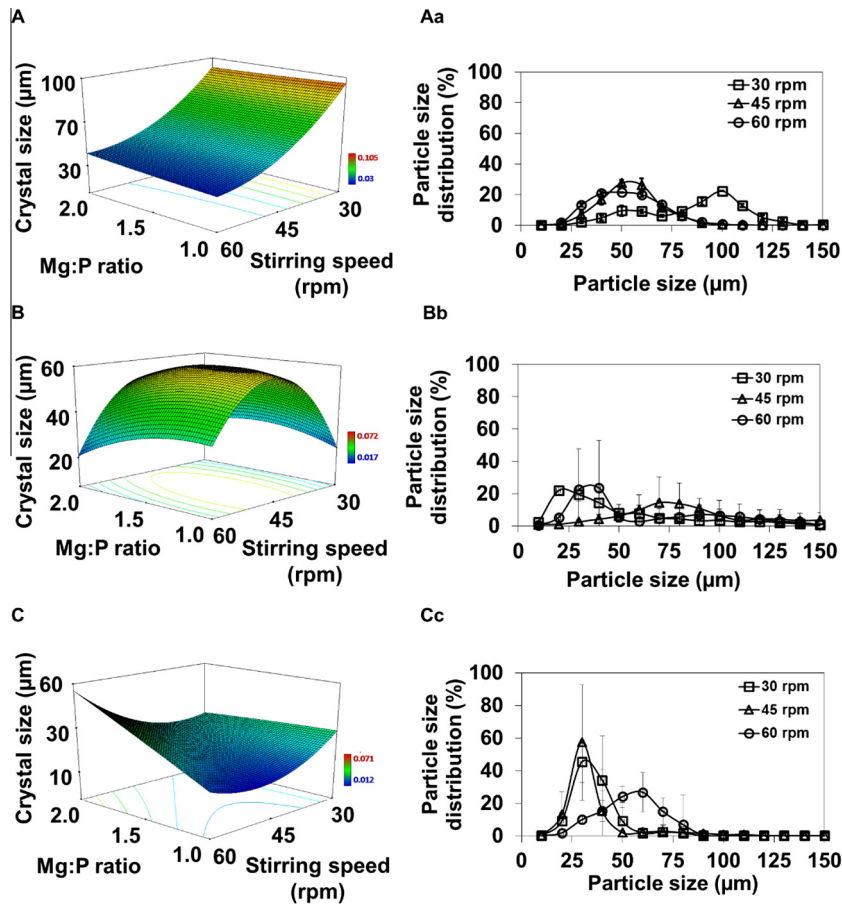 A
Crystal size (µm)
100
70
30
2.0
1.5
1.0
60
45
30
Mg:P ratio
Stirring speed
(rpm)
0.105
0.03
Aa
Particle size
distribution (%)
100
80
60
40
20
0
30 rpm
45 rpm
60 rpm
0
25
50
75
100
125
150
Particle size (µm)
B
Crystal size (µm)
60
40
20
2.0
1.5
1.0
60
45
30
Mg:P ratio
Stirring speed
(rpm)
0.072
0.017
Bb
Particle size
distribution (%)
100
80
60
40
20
0
30 rpm
45 rpm
60 rpm
0
25
50
75
100
125
150
Particle size (µm)
C
Crystal size (µm)
60
30
10
2.0
1.5
1.0
60
45
30
Mg:P ratio
Stirring speed
(rpm)
0.071
0.012
Cc
Particle size
distribution (%)
100
80
60
40
20
0
30 rpm
45 rpm
60 rpm
0
25
50
75
100
125
150
Particle size (µm)